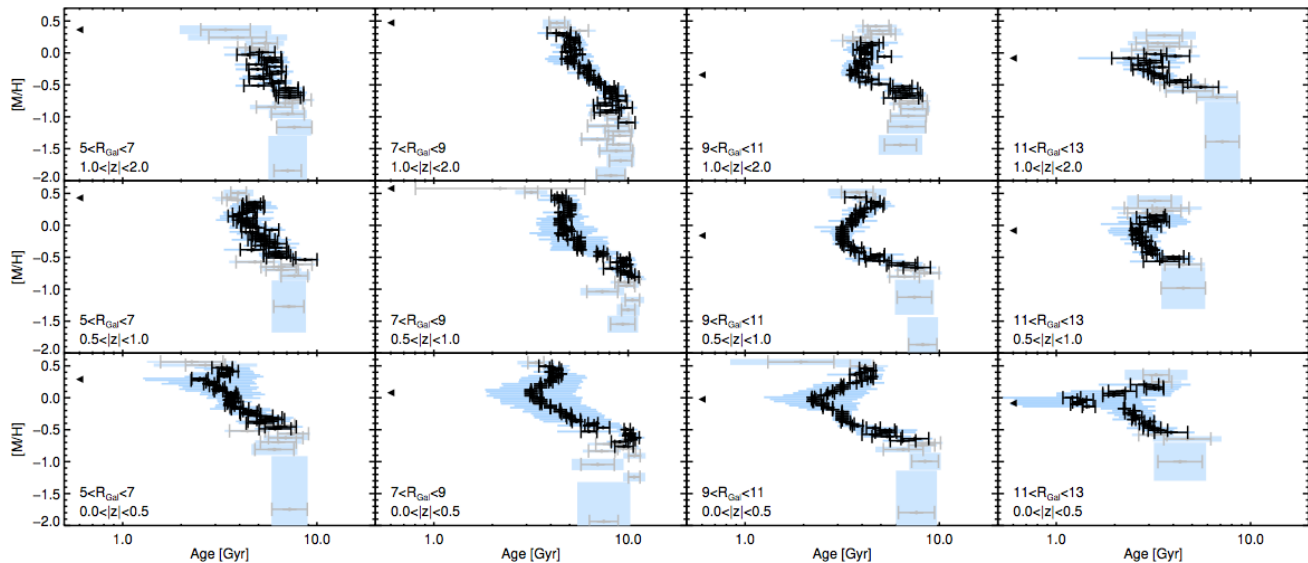 [M/H]
0.5
0.0
−0.5
−1.0
−1.5
−2.0
5<R_Gal<7
1.0<|z|<2.0
7<R_Gal<9
1.0<|z|<2.0
9<R_Gal<11
1.0<|z|<2.0
11<R_Gal<13
1.0<|z|<2.0
[M/H]
0.5
0.0
−0.5
−1.0
−1.5
−2.0
5<R_Gal<7
0.5<|z|<1.0
7<R_Gal<9
0.5<|z|<1.0
9<R_Gal<11
0.5<|z|<1.0
11<R_Gal<13
0.5<|z|<1.0
[M/H]
0.5
0.0
−0.5
−1.0
−1.5
−2.0
5<R_Gal<7
0.0<|z|<0.5
7<R_Gal<9
0.0<|z|<0.5
9<R_Gal<11
0.0<|z|<0.5
11<R_Gal<13
0.0<|z|<0.5
1.0 10.0 1.0 10.0 1.0 10.0 1.0 10.0
Age [Gyr] Age [Gyr] Age [Gyr] Age [Gyr]